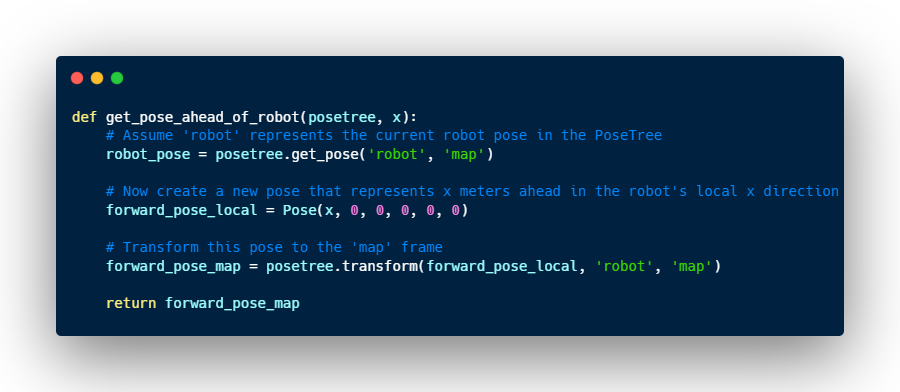 def get_pose_ahead_of_robot(posetree, x):
    # Assume 'robot' represents the current robot pose in the PoseTree
    robot_pose = posetree.get_pose('robot', 'map')

    # Now create a new pose that represents x meters ahead in the robot's local x direction
    forward_pose_local = Pose(x, 0, 0, 0, 0, 0)

    # Transform this pose to the 'map' frame
    forward_pose_map = posetree.transform(forward_pose_local, 'robot', 'map')

    return forward_pose_map